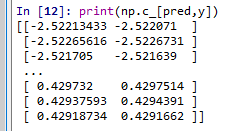 In [12]: print(np.c_[pred,y])
[[-2.52213433 -2.522071  ]
 [-2.52265616 -2.5226731 ]
 [-2.521705   -2.521639  ]
 ...
 [ 0.429732    0.4297514 ]
 [ 0.42937593  0.4294391 ]
 [ 0.42918734  0.4291662 ]]